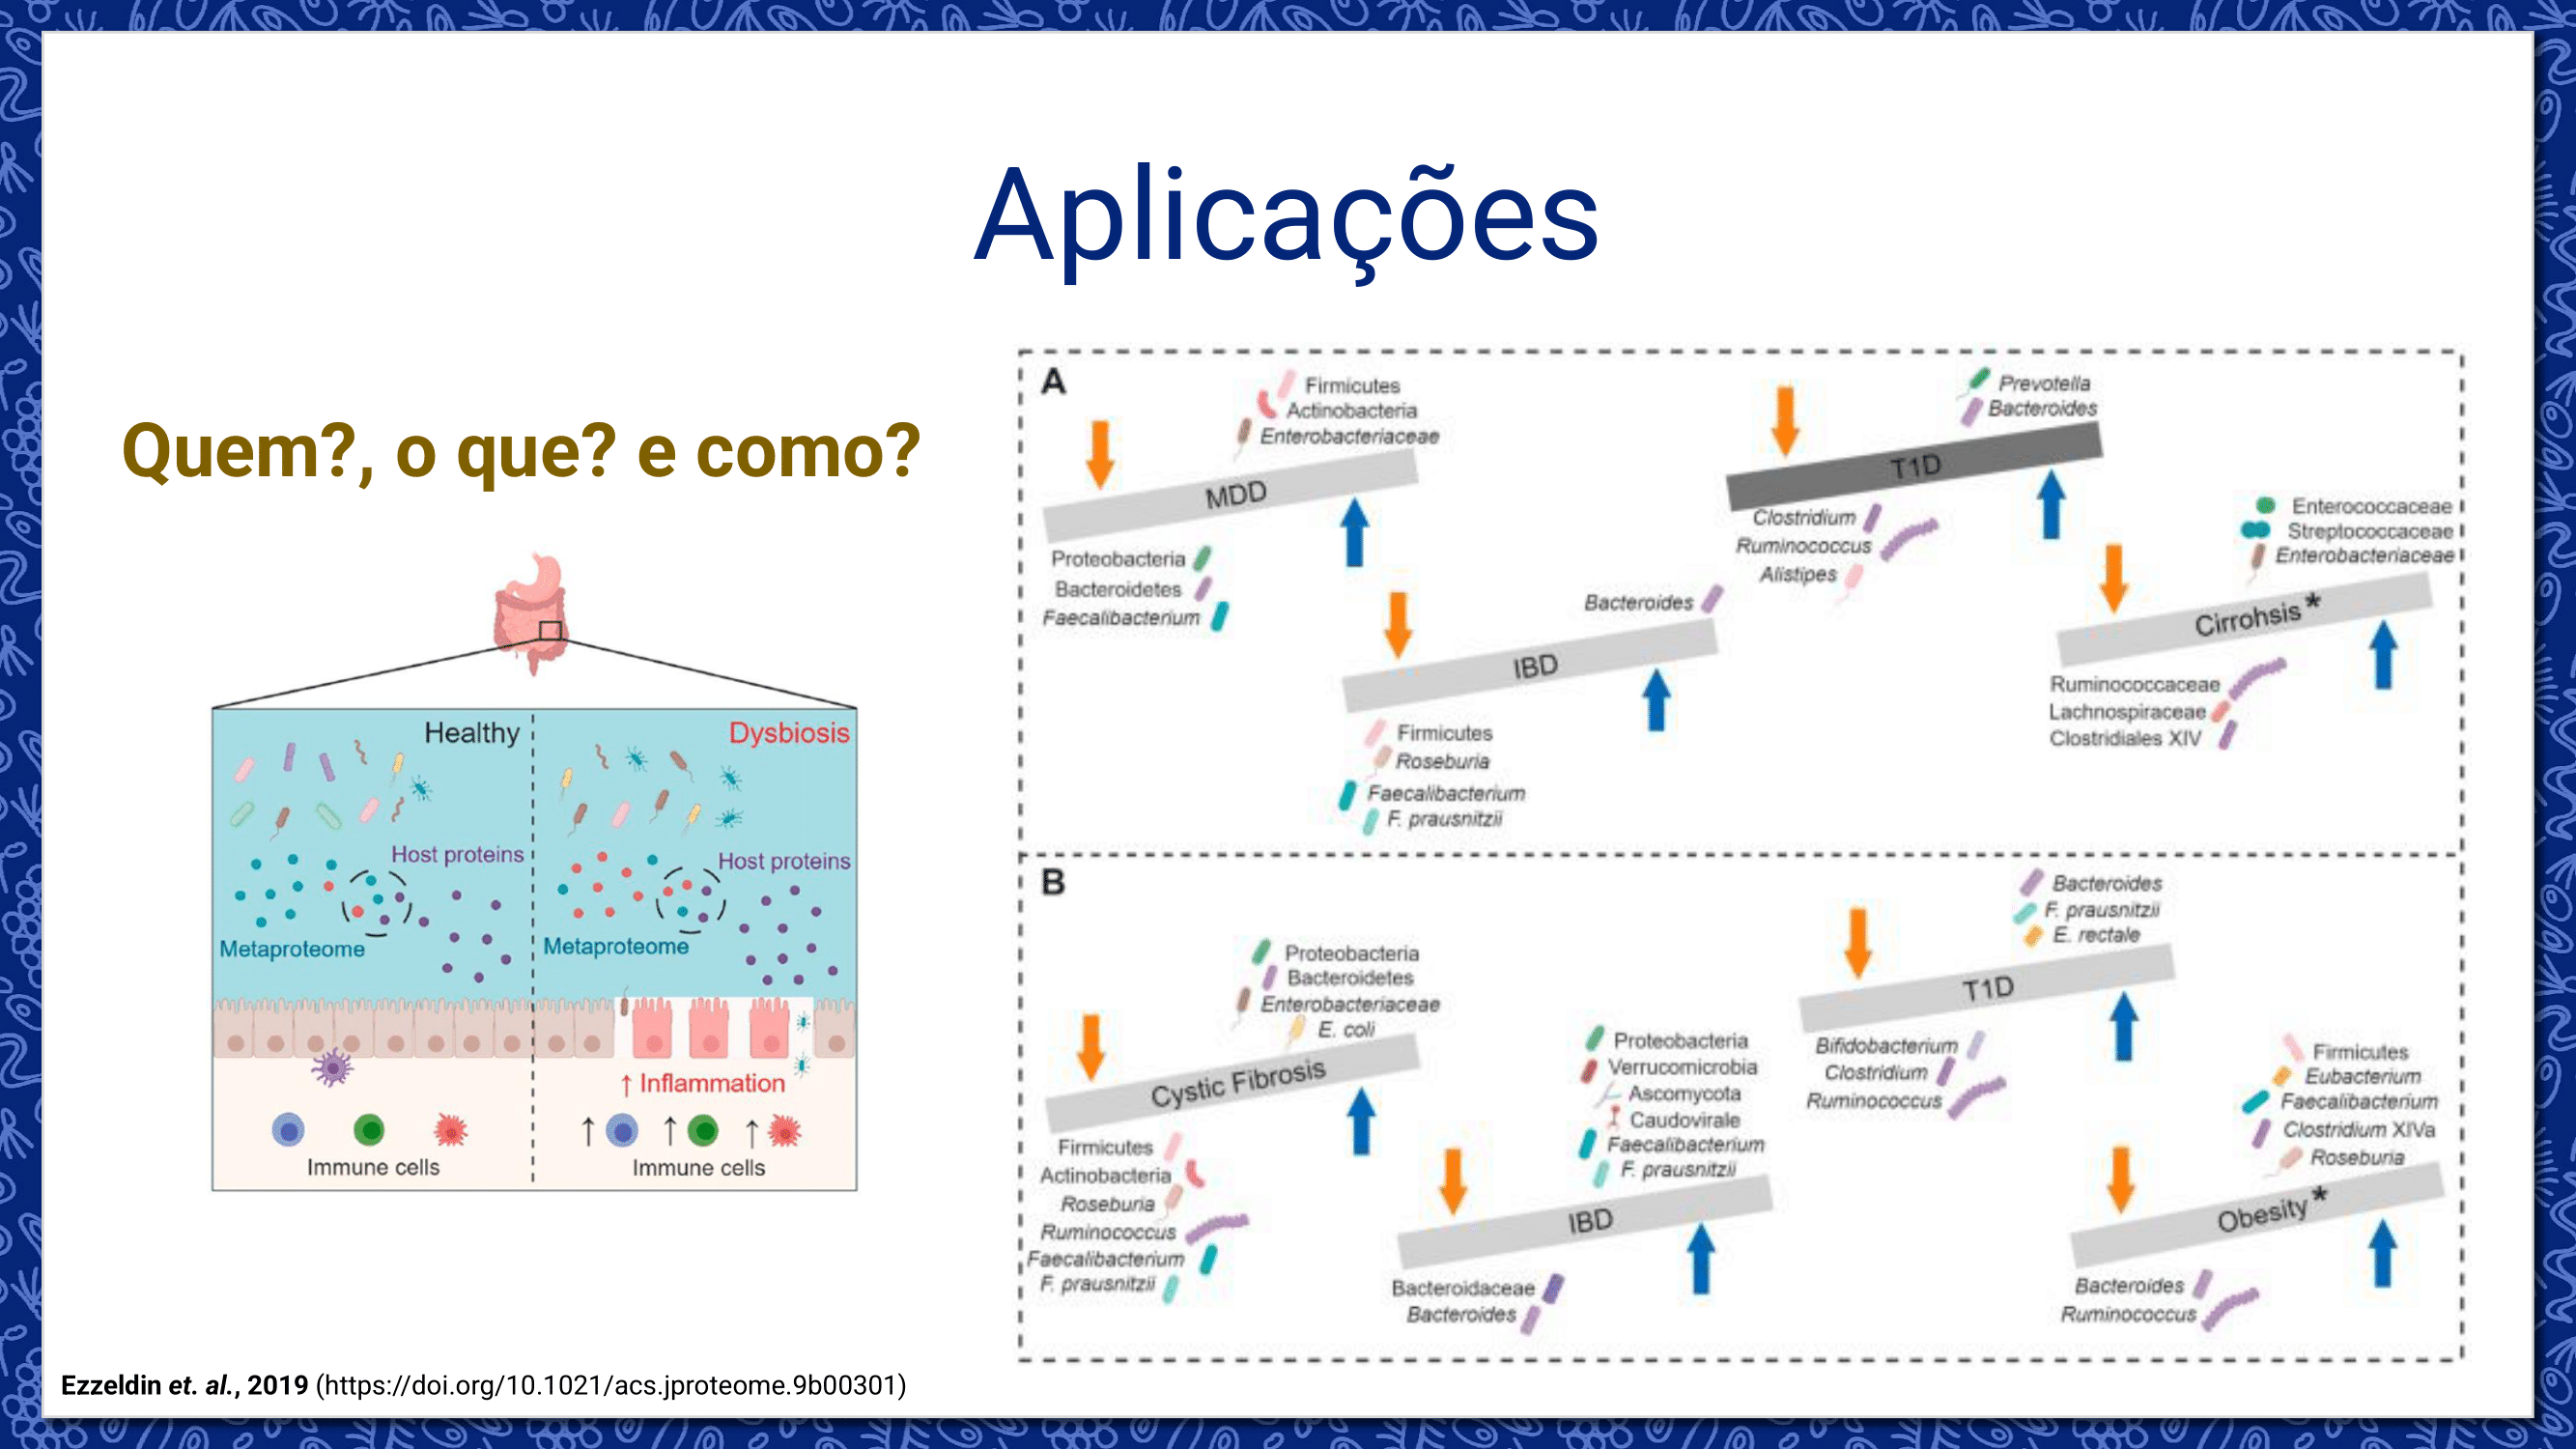 Aplicações
Quem?, o que? e como?
Healthy
Dysbiosis
Host proteins
Host proteins
Metaproteome
Metaproteome
↑ Inflammation
Immune cells
Immune cells
A
Firmicutes
Actinobacteria
Enterobacteriaceae
MDD
Proteobacteria
Bacteroidetes
Faecalibacterium
Bacteroides
IBD
Firmicutes
Roseburia
Faecalibacterium
F. prausnitzii
Prevotella
Bacteroides
T1D
Clostridium
Ruminococcus
Alistipes
Enterococcaceae
Streptococcaceae
Enterobacteriaceae
Cirrohsis *
Ruminococcaceae
Lachnospiraceae
Clostridiales XIV
B
Proteobacteria
Bacteroidetes
Enterobacteriaceae
E. coli
Cystic Fibrosis
Firmicutes
Actinobacteria
Roseburia
Ruminococcus
Faecalibacterium
F. prausnitzii
Proteobacteria
Verrucomicrobia
Ascomycota
Caudovirale
Faecalibacterium
F. prausnitzii
IBD
Bacteroidaceae
Bacteroides
Bacteroides
F. prausnitzii
E. rectale
T1D
Bifidobacterium
Clostridium
Ruminococcus
Firmicutes
Eubacterium
Faecalibacterium
Clostridium XIVa
Roseburia
Obesity *
Bacteroides
Ruminococcus
Ezzeldin et. al., 2019 (https://doi.org/10.1021/acs.jproteome.9b00301)